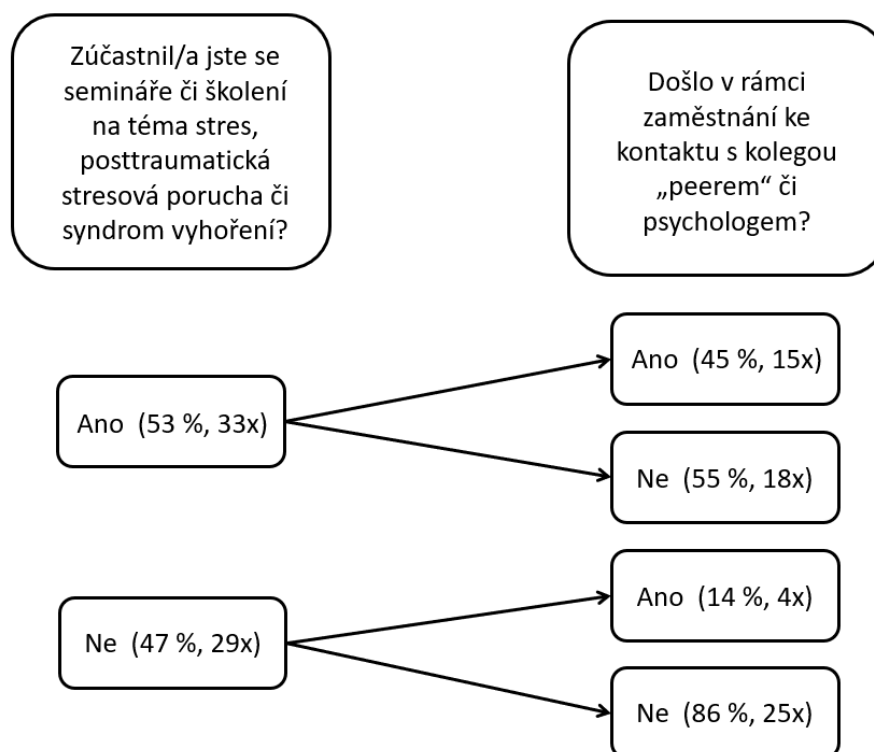 Zúčastnil/a jste se
semináře či školení
na téma stres,
posttraumatická
stresová porucha či
syndrom vyhoření?
Došlo v rámci
zaměstnání ke
kontaktu s kolegou
„peerem“ či
psychologem?
Ano (53 %, 33x)
Ano (45 %, 15x)
Ne (55 %, 18x)
Ne (47 %, 29x)
Ano (14 %, 4x)
Ne (86 %, 25x)